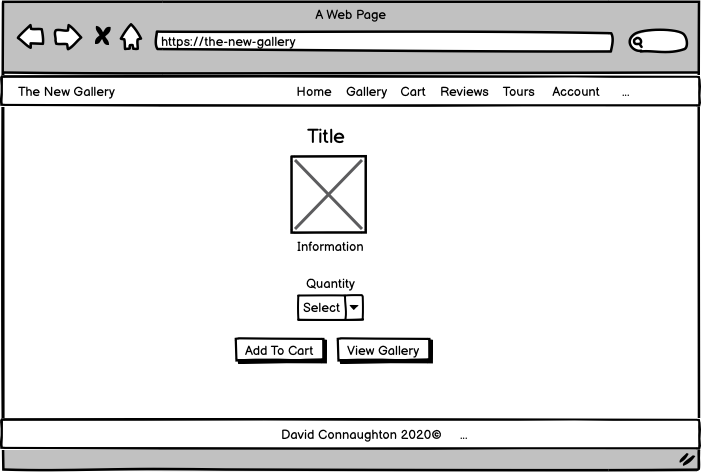 A Web Page
https://the-new-gallery
The New Gallery Home Gallery Cart Reviews Tours Account ...
Title
Information
Quantity
Select
Add To Cart View Gallery
David Connaughton 2020© ...